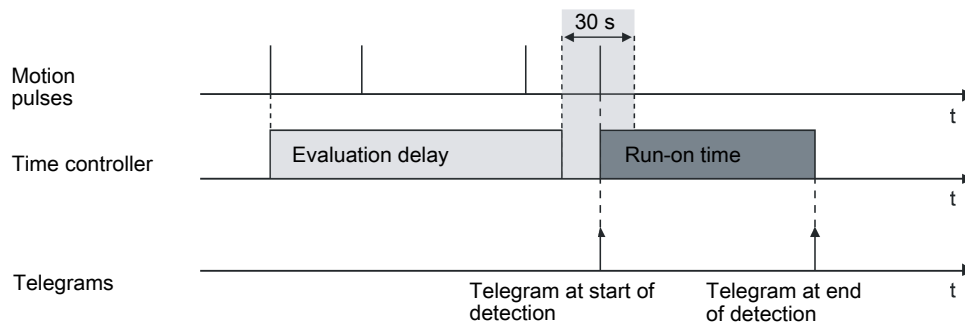 30 s
Motion
pulses
t
Time controller
Evaluation delay
Run-on time
t
Telegrams
t
Telegram at start of
detection
Telegram at end
of detection